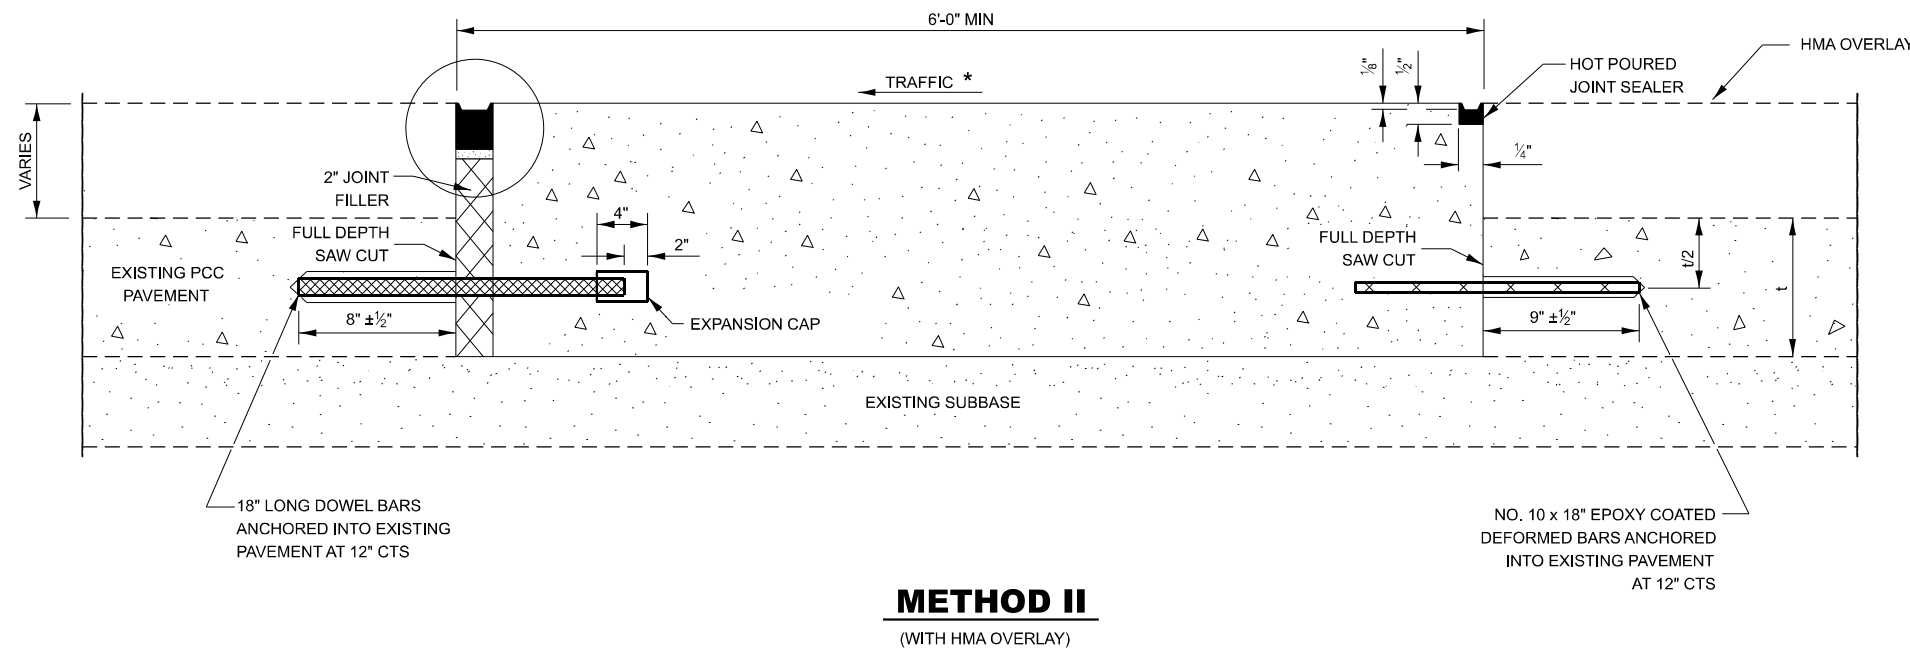 6'-0" MIN
HMA OVERLAY
HOT POURED
JOINT SEALER
TRAFFIC *
⅛"
½"
¼"
VARIES
2" JOINT
FILLER
4"
2"
FULL DEPTH
SAW CUT
FULL DEPTH
SAW CUT
t/2
t
EXISTING PCC
PAVEMENT
8" ±½"
EXPANSION CAP
9" ±½"
EXISTING SUBBASE
18" LONG DOWEL BARS
ANCHORED INTO EXISTING
PAVEMENT AT 12" CTS
NO. 10 x 18" EPOXY COATED
DEFORMED BARS ANCHORED
INTO EXISTING PAVEMENT
AT 12" CTS
METHOD II
(WITH HMA OVERLAY)